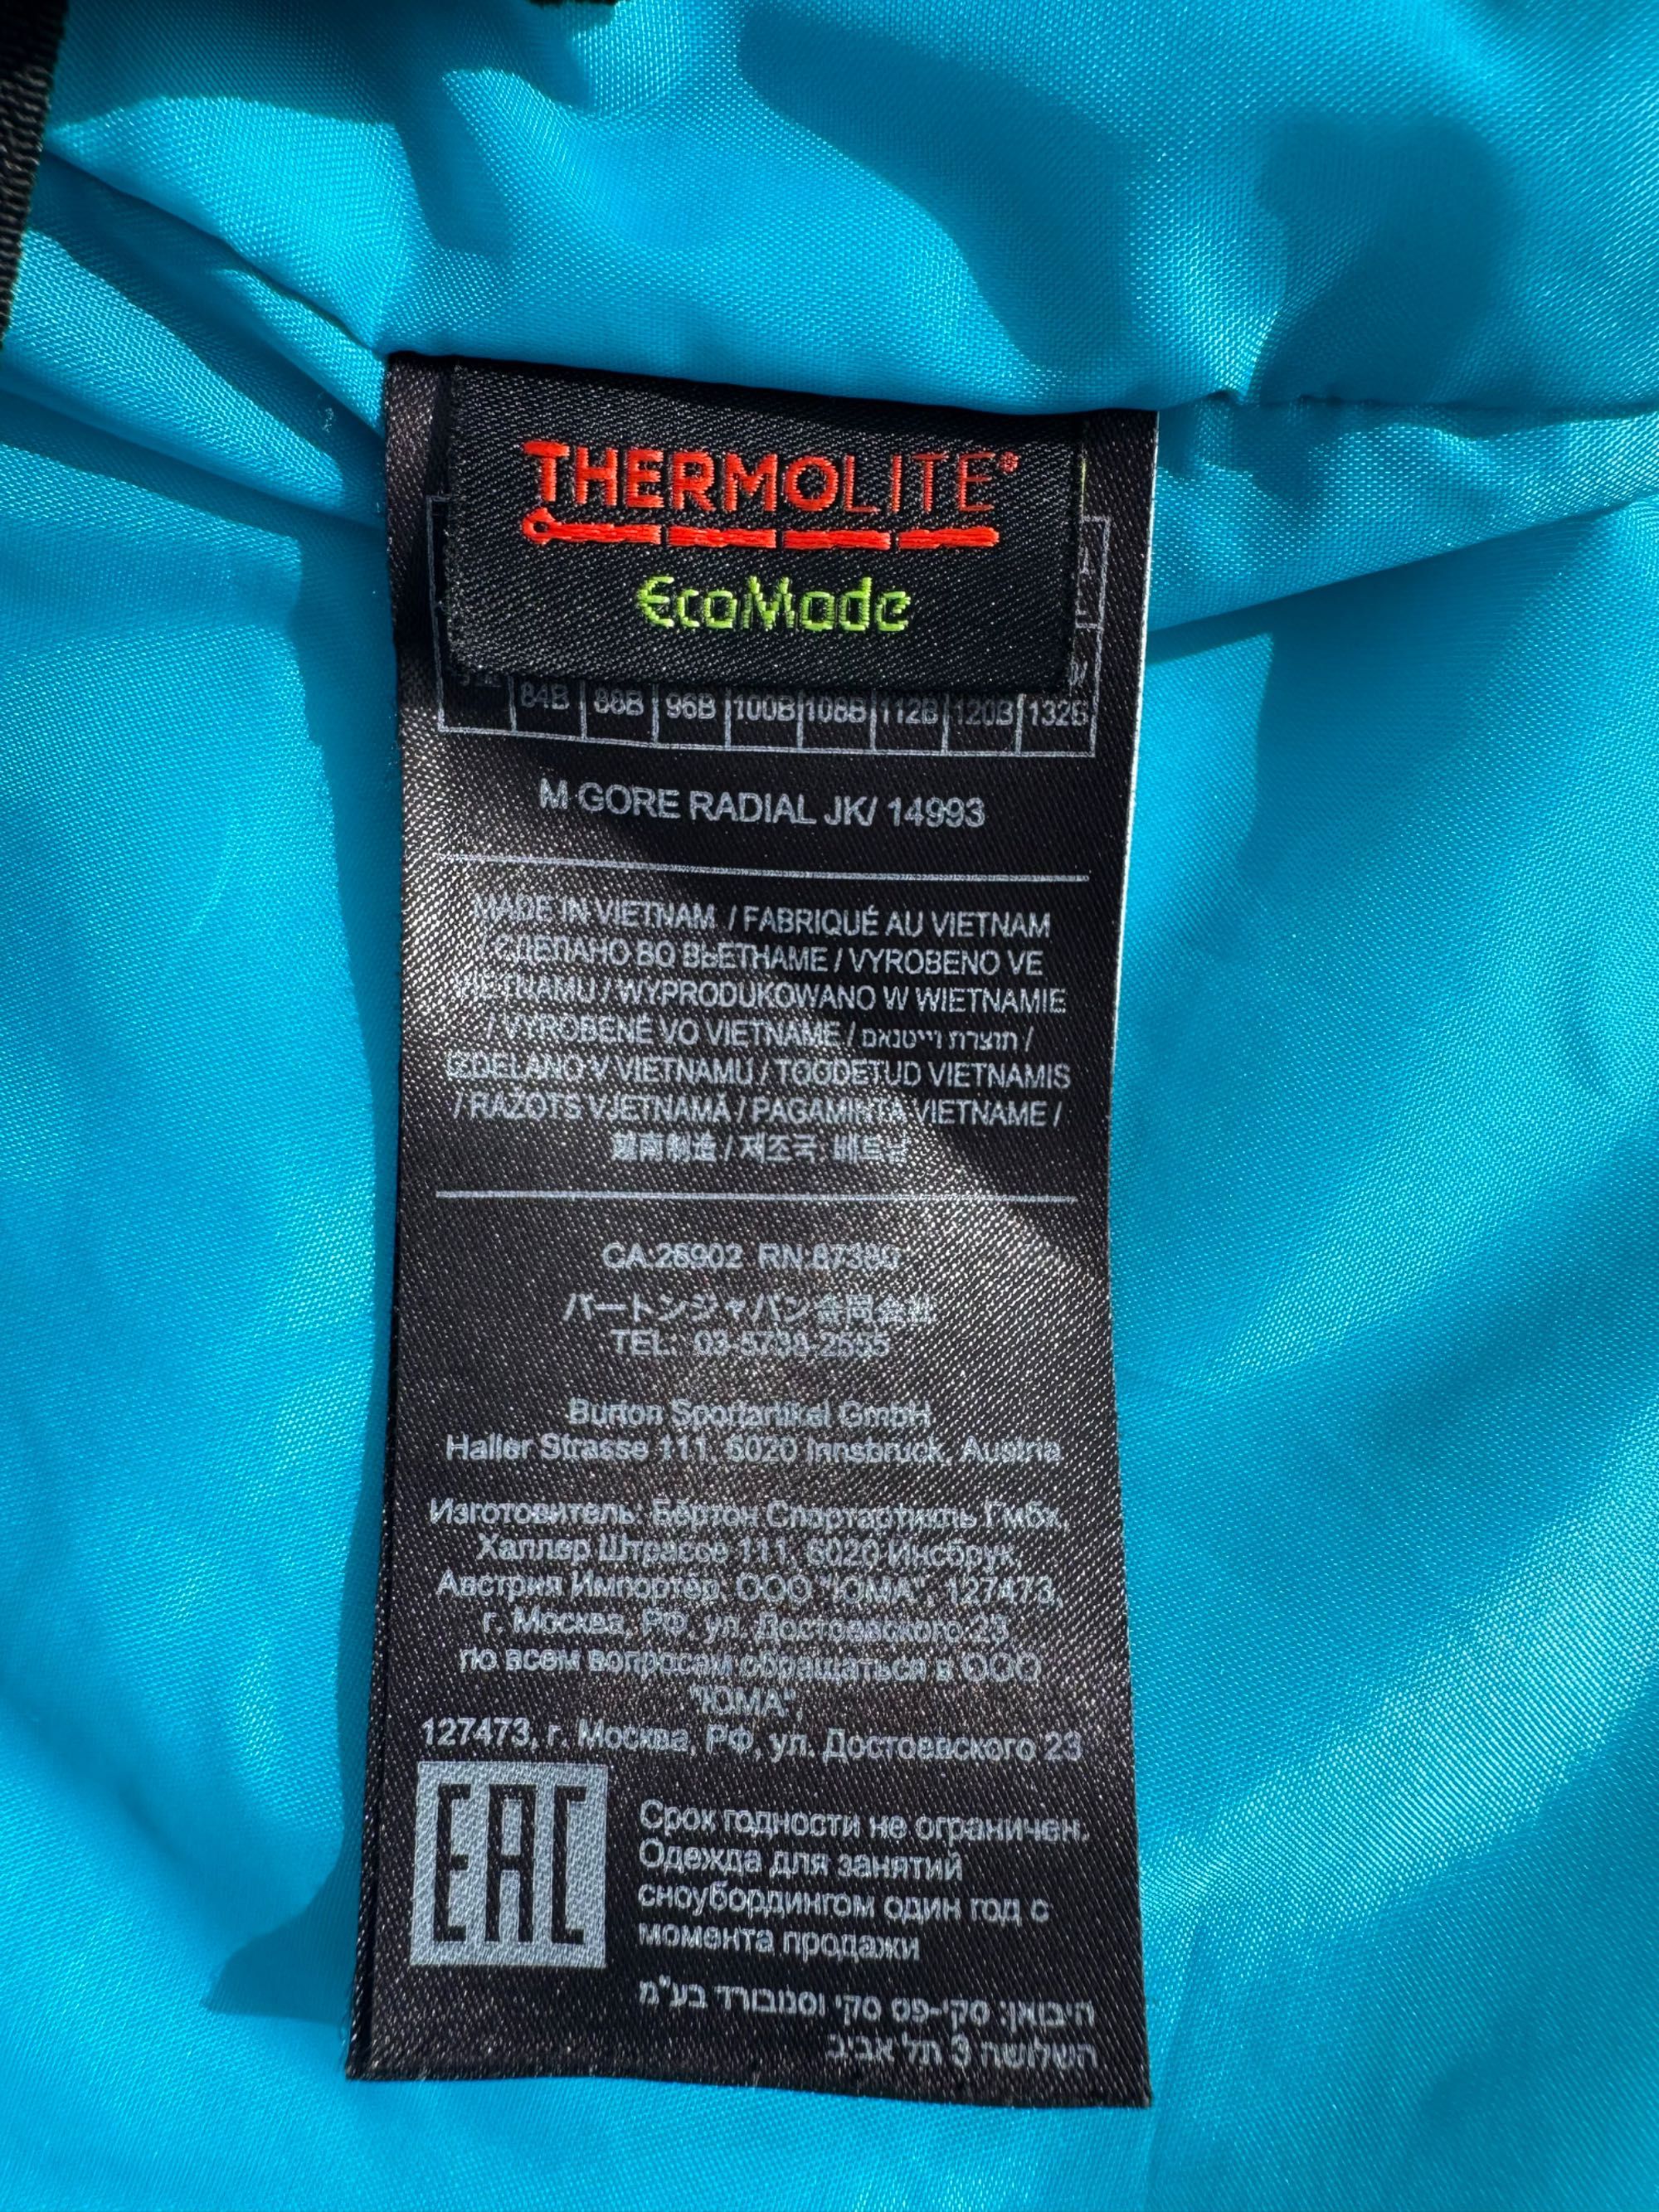 THERMOLITE®
EcoMade
84B 88B 96B 100B 108B 112B 120B 132B
M GORE RADIAL JK/ 14993
MADE IN VIETNAM / FABRIQUÉ AU VIETNAM
/ СДЕЛАНО ВО ВЬЕТНАМЕ / VYROBENO VE
VIETNAMU / WYPRODUKOWANO W WIETNAMIE
/ VYROBENÉ VO VIETNAME / תוצרת וייטנאם /
IZDELANO V VIETNAMU / TOODETUD VIETNAMIS
/ RAŽOTS VJETNAMĀ / PAGAMINTA VIETNAME /
越南制造 / 제조국: 베트남
CA 26902 RN 87380
バートンジャパン合同会社
TEL: 03-5738-2555
Burton Sportartikel GmbH
Haller Strasse 111, 6020 Innsbruck, Austria
Изготовитель: Бёртон Спортартикль Гмбх,
Халлер Штрассе 111, 6020 Инсбрук,
Австрия Импортёр: ООО "ЮМА", 127473,
г. Москва, РФ, ул. Достоевского 23
по всем вопросам обращаться в ООО
"ЮМА",
127473, г. Москва, РФ, ул. Достоевского 23
EAC
Срок годности не ограничен.
Одежда для занятий
сноубордингом один год с
момента продажи
היבואן: סקי-פס סקי וסנובורד בע"מ
השלושה 3 תל אביב